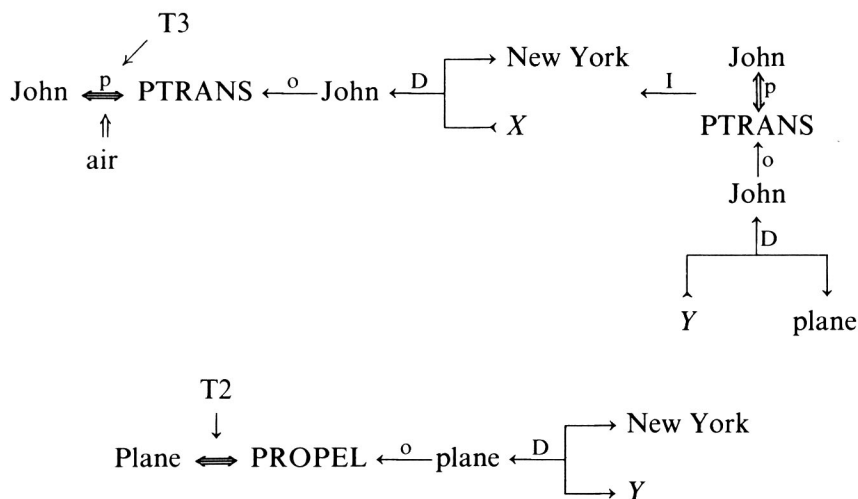 T3
John p PTRANS o John D New York I John p
X PTRANS
air o
John
D
Y plane
T2
Plane PROPEL o plane D New York
Y